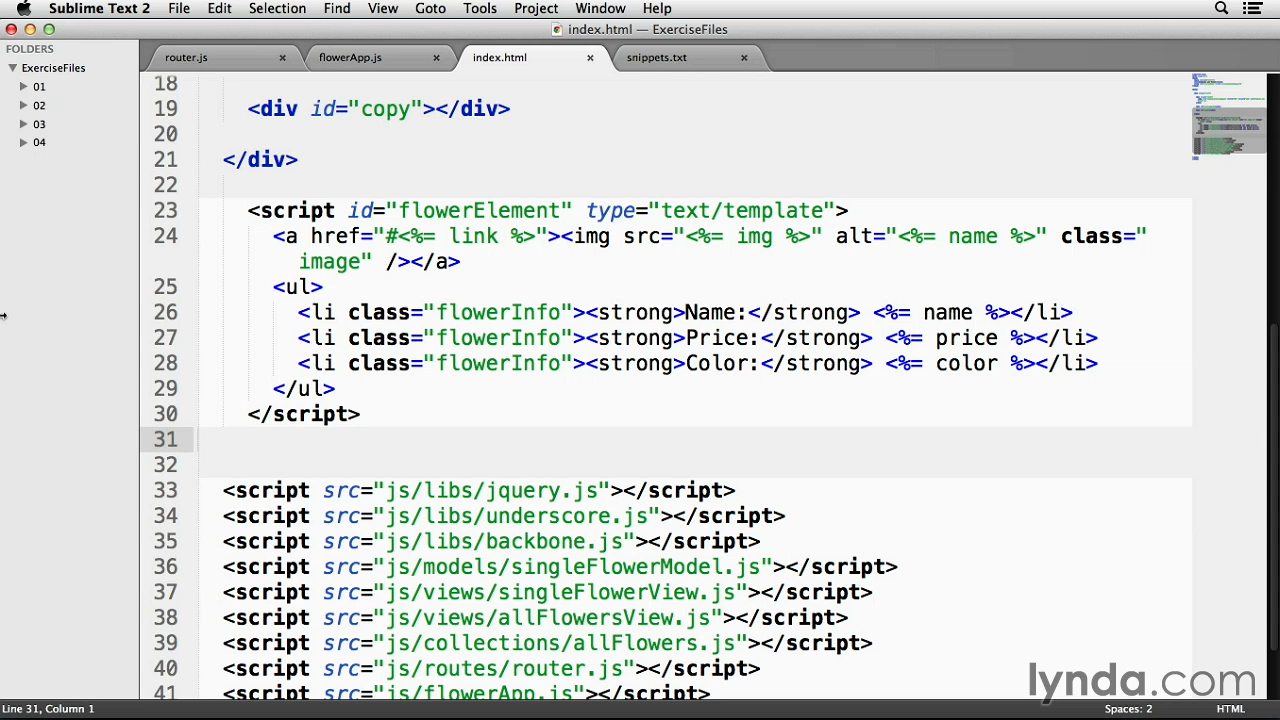 Sublime Text 2 File Edit Selection Find View Goto Tools Project Window Help
index.html — ExerciseFiles
FOLDERS
ExerciseFiles
01
02
03
04
router.js × flowerApp.js × index.html × snippets.txt ×
18
19 <div id="copy"></div>
20
21 </div>
22
23 <script id="flowerElement" type="text/template">
24 <a href="#<%= link %>"><img src="<%= img %>" alt="<%= name %>" class="
image" /></a>
25 <ul>
26 <li class="flowerInfo"><strong>Name:</strong> <%= name %></li>
27 <li class="flowerInfo"><strong>Price:</strong> <%= price %></li>
28 <li class="flowerInfo"><strong>Color:</strong> <%= color %></li>
29 </ul>
30 </script>
31
32
33 <script src="js/libs/jquery.js"></script>
34 <script src="js/libs/underscore.js"></script>
35 <script src="js/libs/backbone.js"></script>
36 <script src="js/models/singleFlowerModel.js"></script>
37 <script src="js/views/singleFlowerView.js"></script>
38 <script src="js/views/allFlowersView.js"></script>
39 <script src="js/collections/allFlowers.js"></script>
40 <script src="js/routes/router.js"></script>
41 <script src="js/flowerApp.js"></script>
lynda.com
Line 31, Column 1 Spaces: 2 HTML